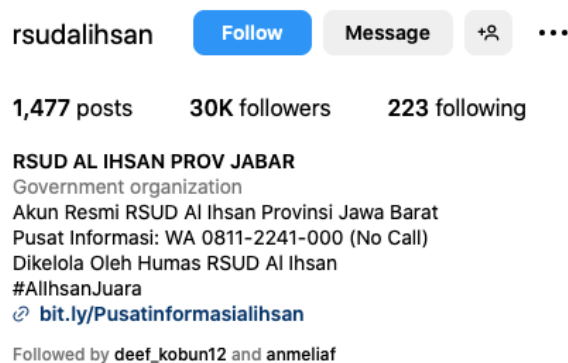 rsudalihsan Follow Message
1,477 posts 30K followers 223 following
RSUD AL IHSAN PROV JABAR
Government organization
Akun Resmi RSUD Al Ihsan Provinsi Jawa Barat
Pusat Informasi: WA 0811-2241-000 (No Call)
Dikelola Oleh Humas RSUD Al Ihsan
#AlIhsanJuara
bit.ly/Pusatinformasialihsan
Followed by deef_kobun12 and anmeliaf